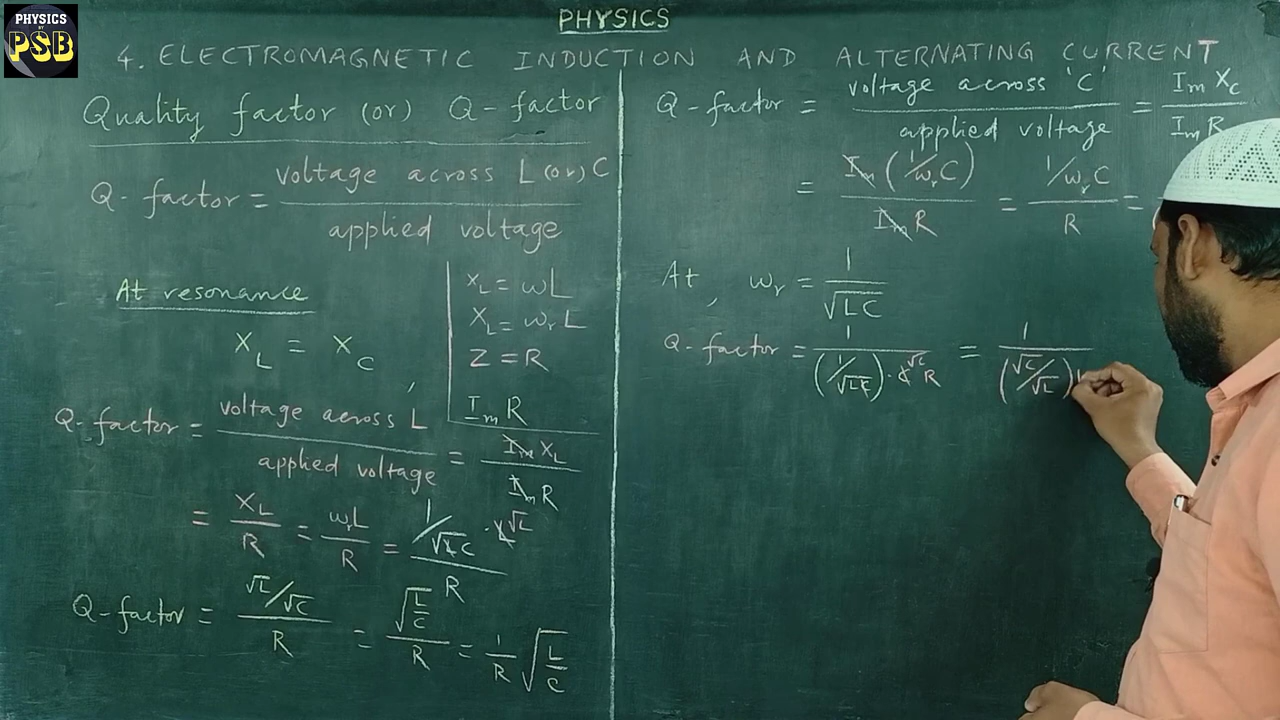 PHYSICS
BY
PSB
PHYSICS
4. ELECTROMAGNETIC INDUCTION AND ALTERNATING CURRENT
Quality factor (or) Q-factor
Q-factor = voltage across L (or) C / applied voltage
At resonance
X_L = X_C ,
X_L = ωL
X_L = ω_r L
Z = R
I_m R
Q-factor = voltage across L / applied voltage = I_m X_L / I_m R
= X_L / R = ω_r L / R = (1/√LC · L √L) / R
Q-factor = (√L/√C) / R = √(L/C) / R = 1/R √(L/C)
Q-factor = voltage across 'C' / applied voltage = I_m X_C / I_m R
= I_m (1/ω_r C) / I_m R = (1/ω_r C) / R =
At , ω_r = 1/√LC
Q-factor = 1 / (1/√LC) · C √C R = 1 / (√C/√L)